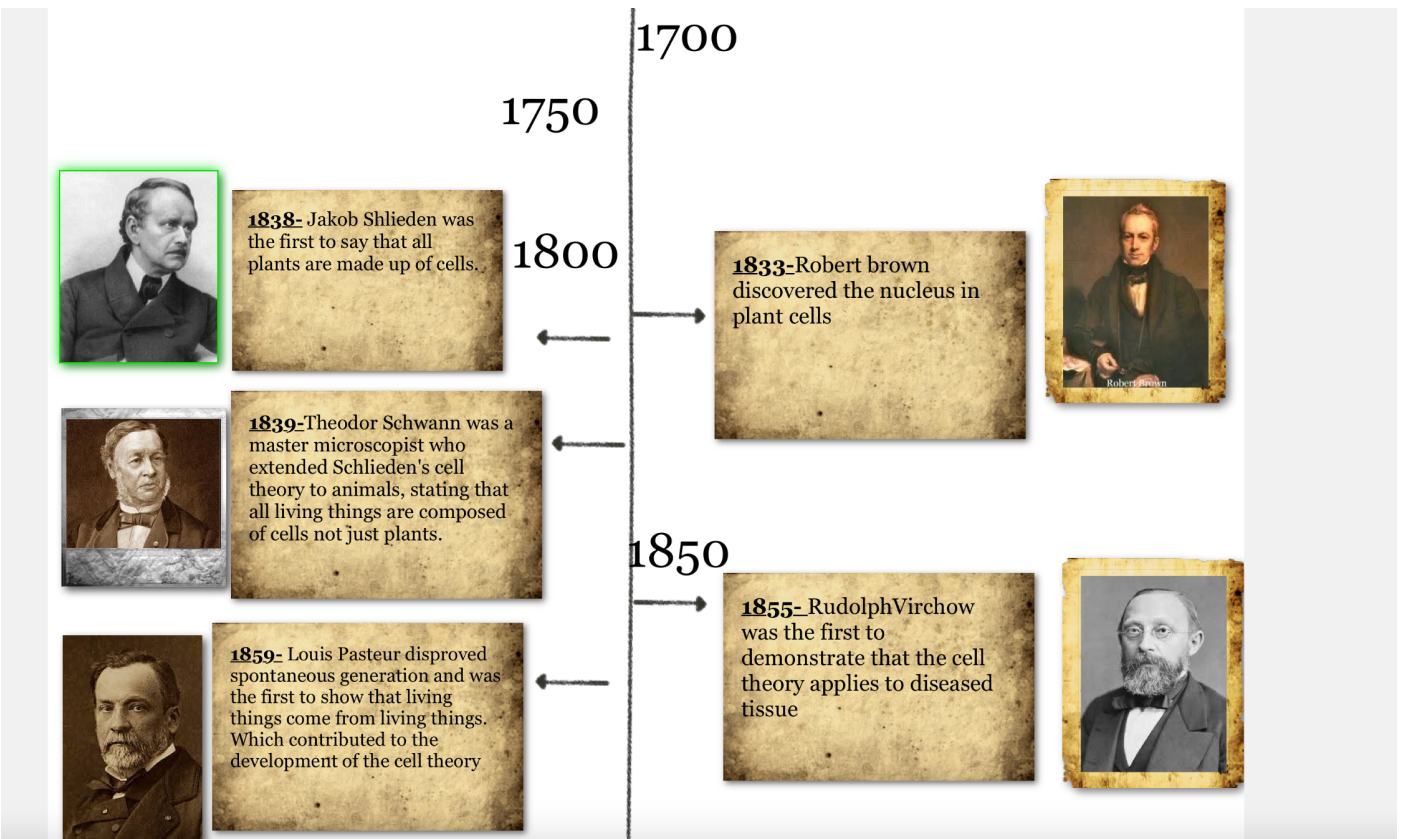 1700
1750
1838- Jakob Shlieden was
the first to say that all
plants are made up of cells.
1800
1833-Robert brown
discovered the nucleus in
plant cells
Robert Brown
1839-Theodor Schwann was a
master microscopist who
extended Schlieden's cell
theory to animals, stating that
all living things are composed
of cells not just plants.
1850
1855- RudolphVirchow
was the first to
demonstrate that the cell
theory applies to diseased
tissue
1859- Louis Pasteur disproved
spontaneous generation and was
the first to show that living
things come from living things.
Which contributed to the
development of the cell theory